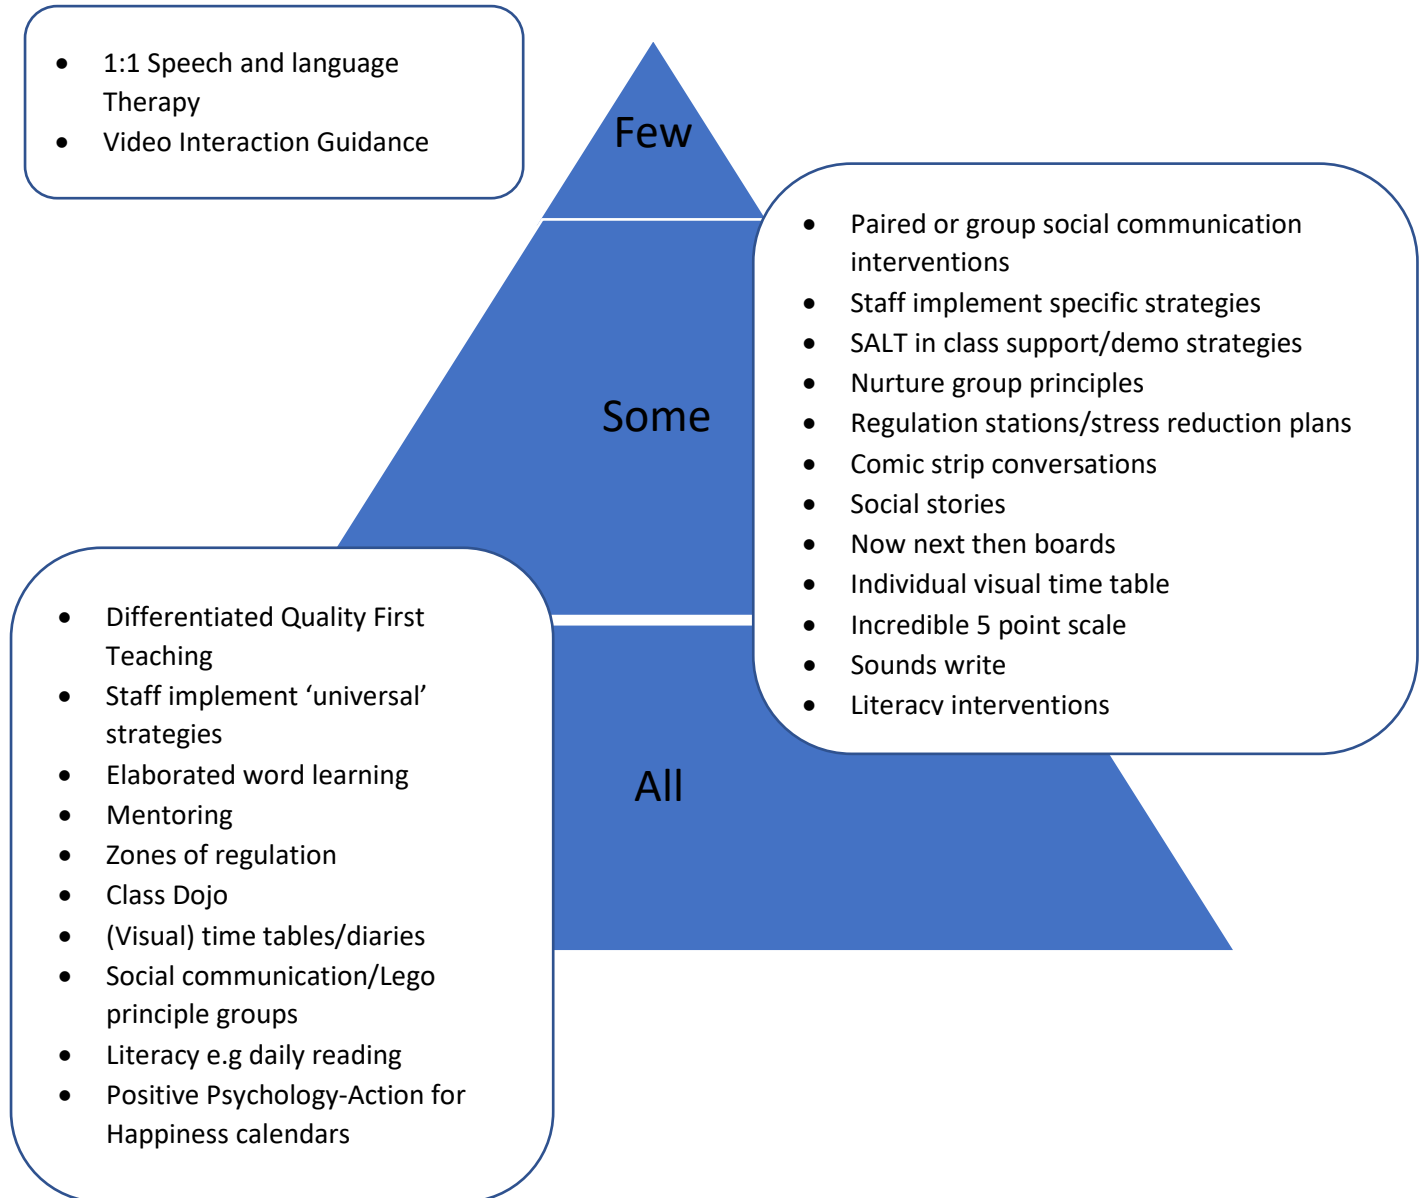 • 1:1 Speech and language
Therapy
• Video Interaction Guidance
Few
• Paired or group social communication
interventions
• Staff implement specific strategies
• SALT in class support/demo strategies
• Nurture group principles
• Regulation stations/stress reduction plans
• Comic strip conversations
• Social stories
• Now next then boards
• Individual visual time table
• Incredible 5 point scale
• Sounds write
• Literacy interventions
Some
• Differentiated Quality First
Teaching
• Staff implement ‘universal’
strategies
• Elaborated word learning
• Mentoring
• Zones of regulation
• Class Dojo
• (Visual) time tables/diaries
• Social communication/Lego
principle groups
• Literacy e.g daily reading
• Positive Psychology-Action for
Happiness calendars
All